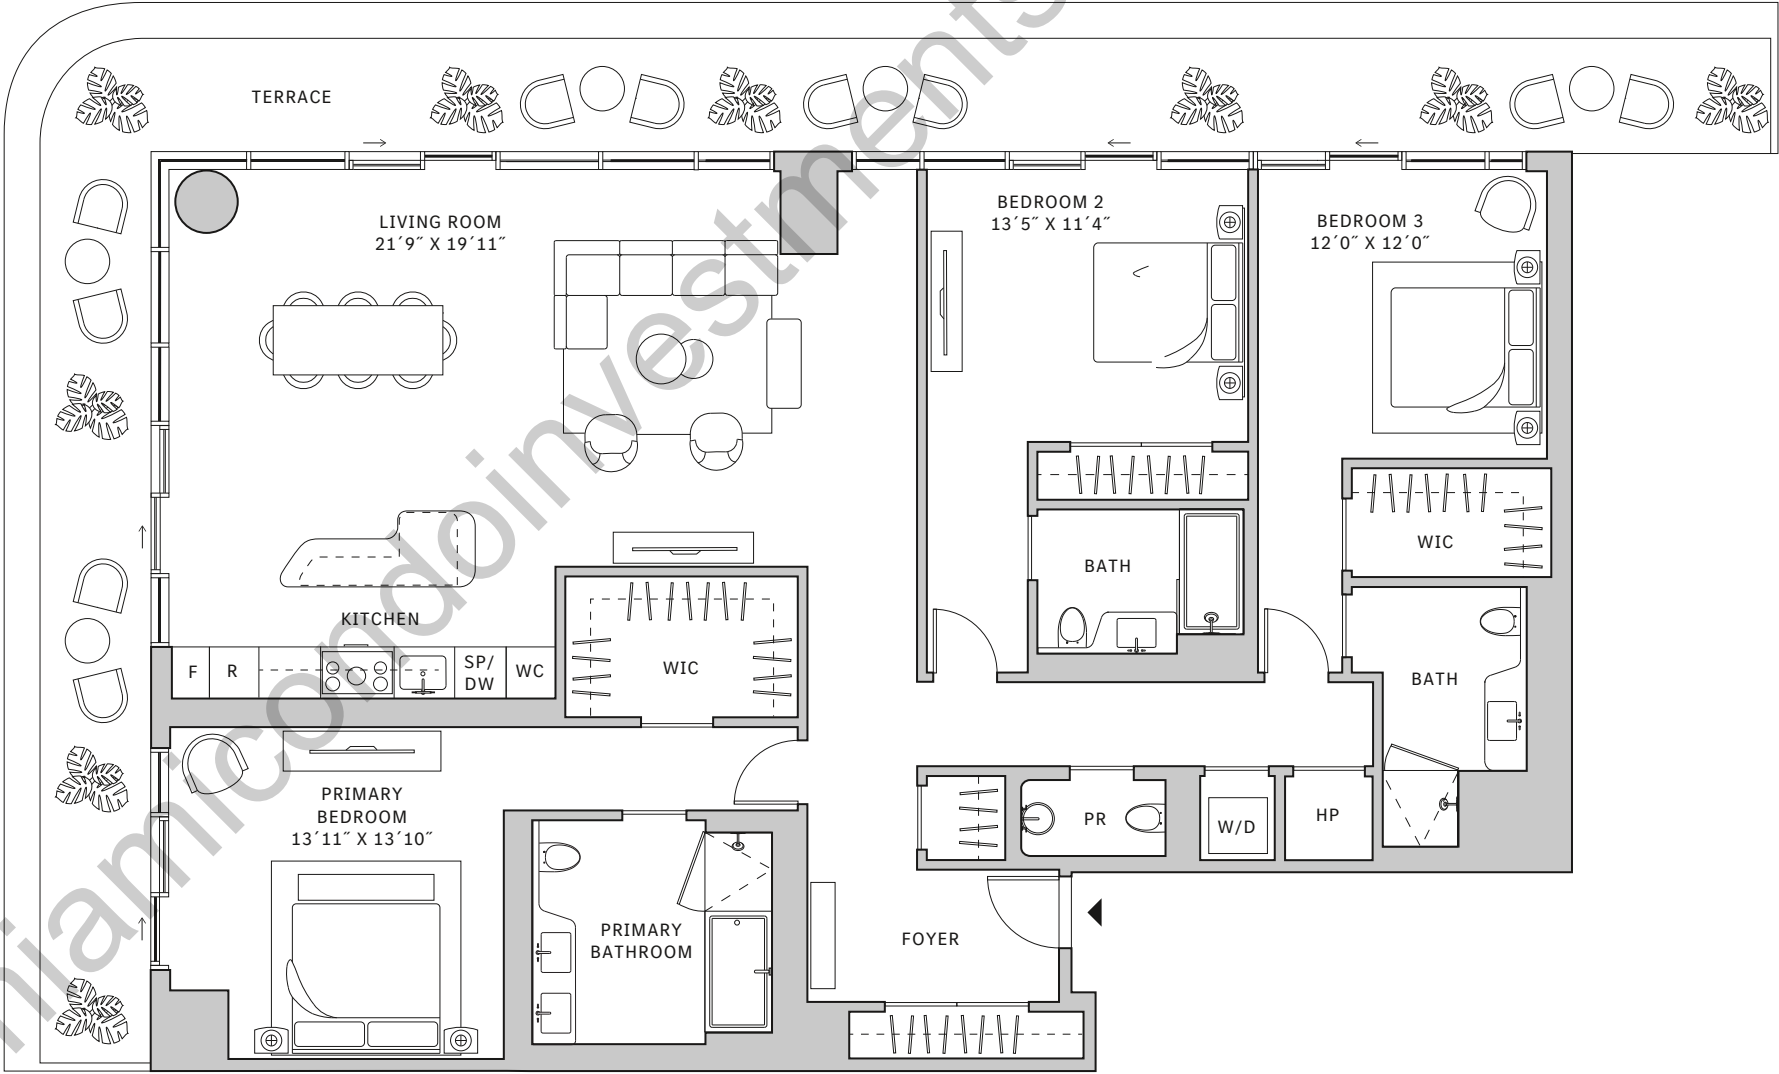 TERRACE
LIVING ROOM
21´9˝ X 19´11˝
BEDROOM 2
13´5˝ X 11´4˝
BEDROOM 3
12´0˝ X 12´0˝
WIC
BATH
KITCHEN
F
R
SP/
DW
WC
WIC
BATH
PRIMARY
BEDROOM
13´11˝ X 13´10˝
PR
W/D
HP
PRIMARY
BATHROOM
FOYER
miamicondoinvestments